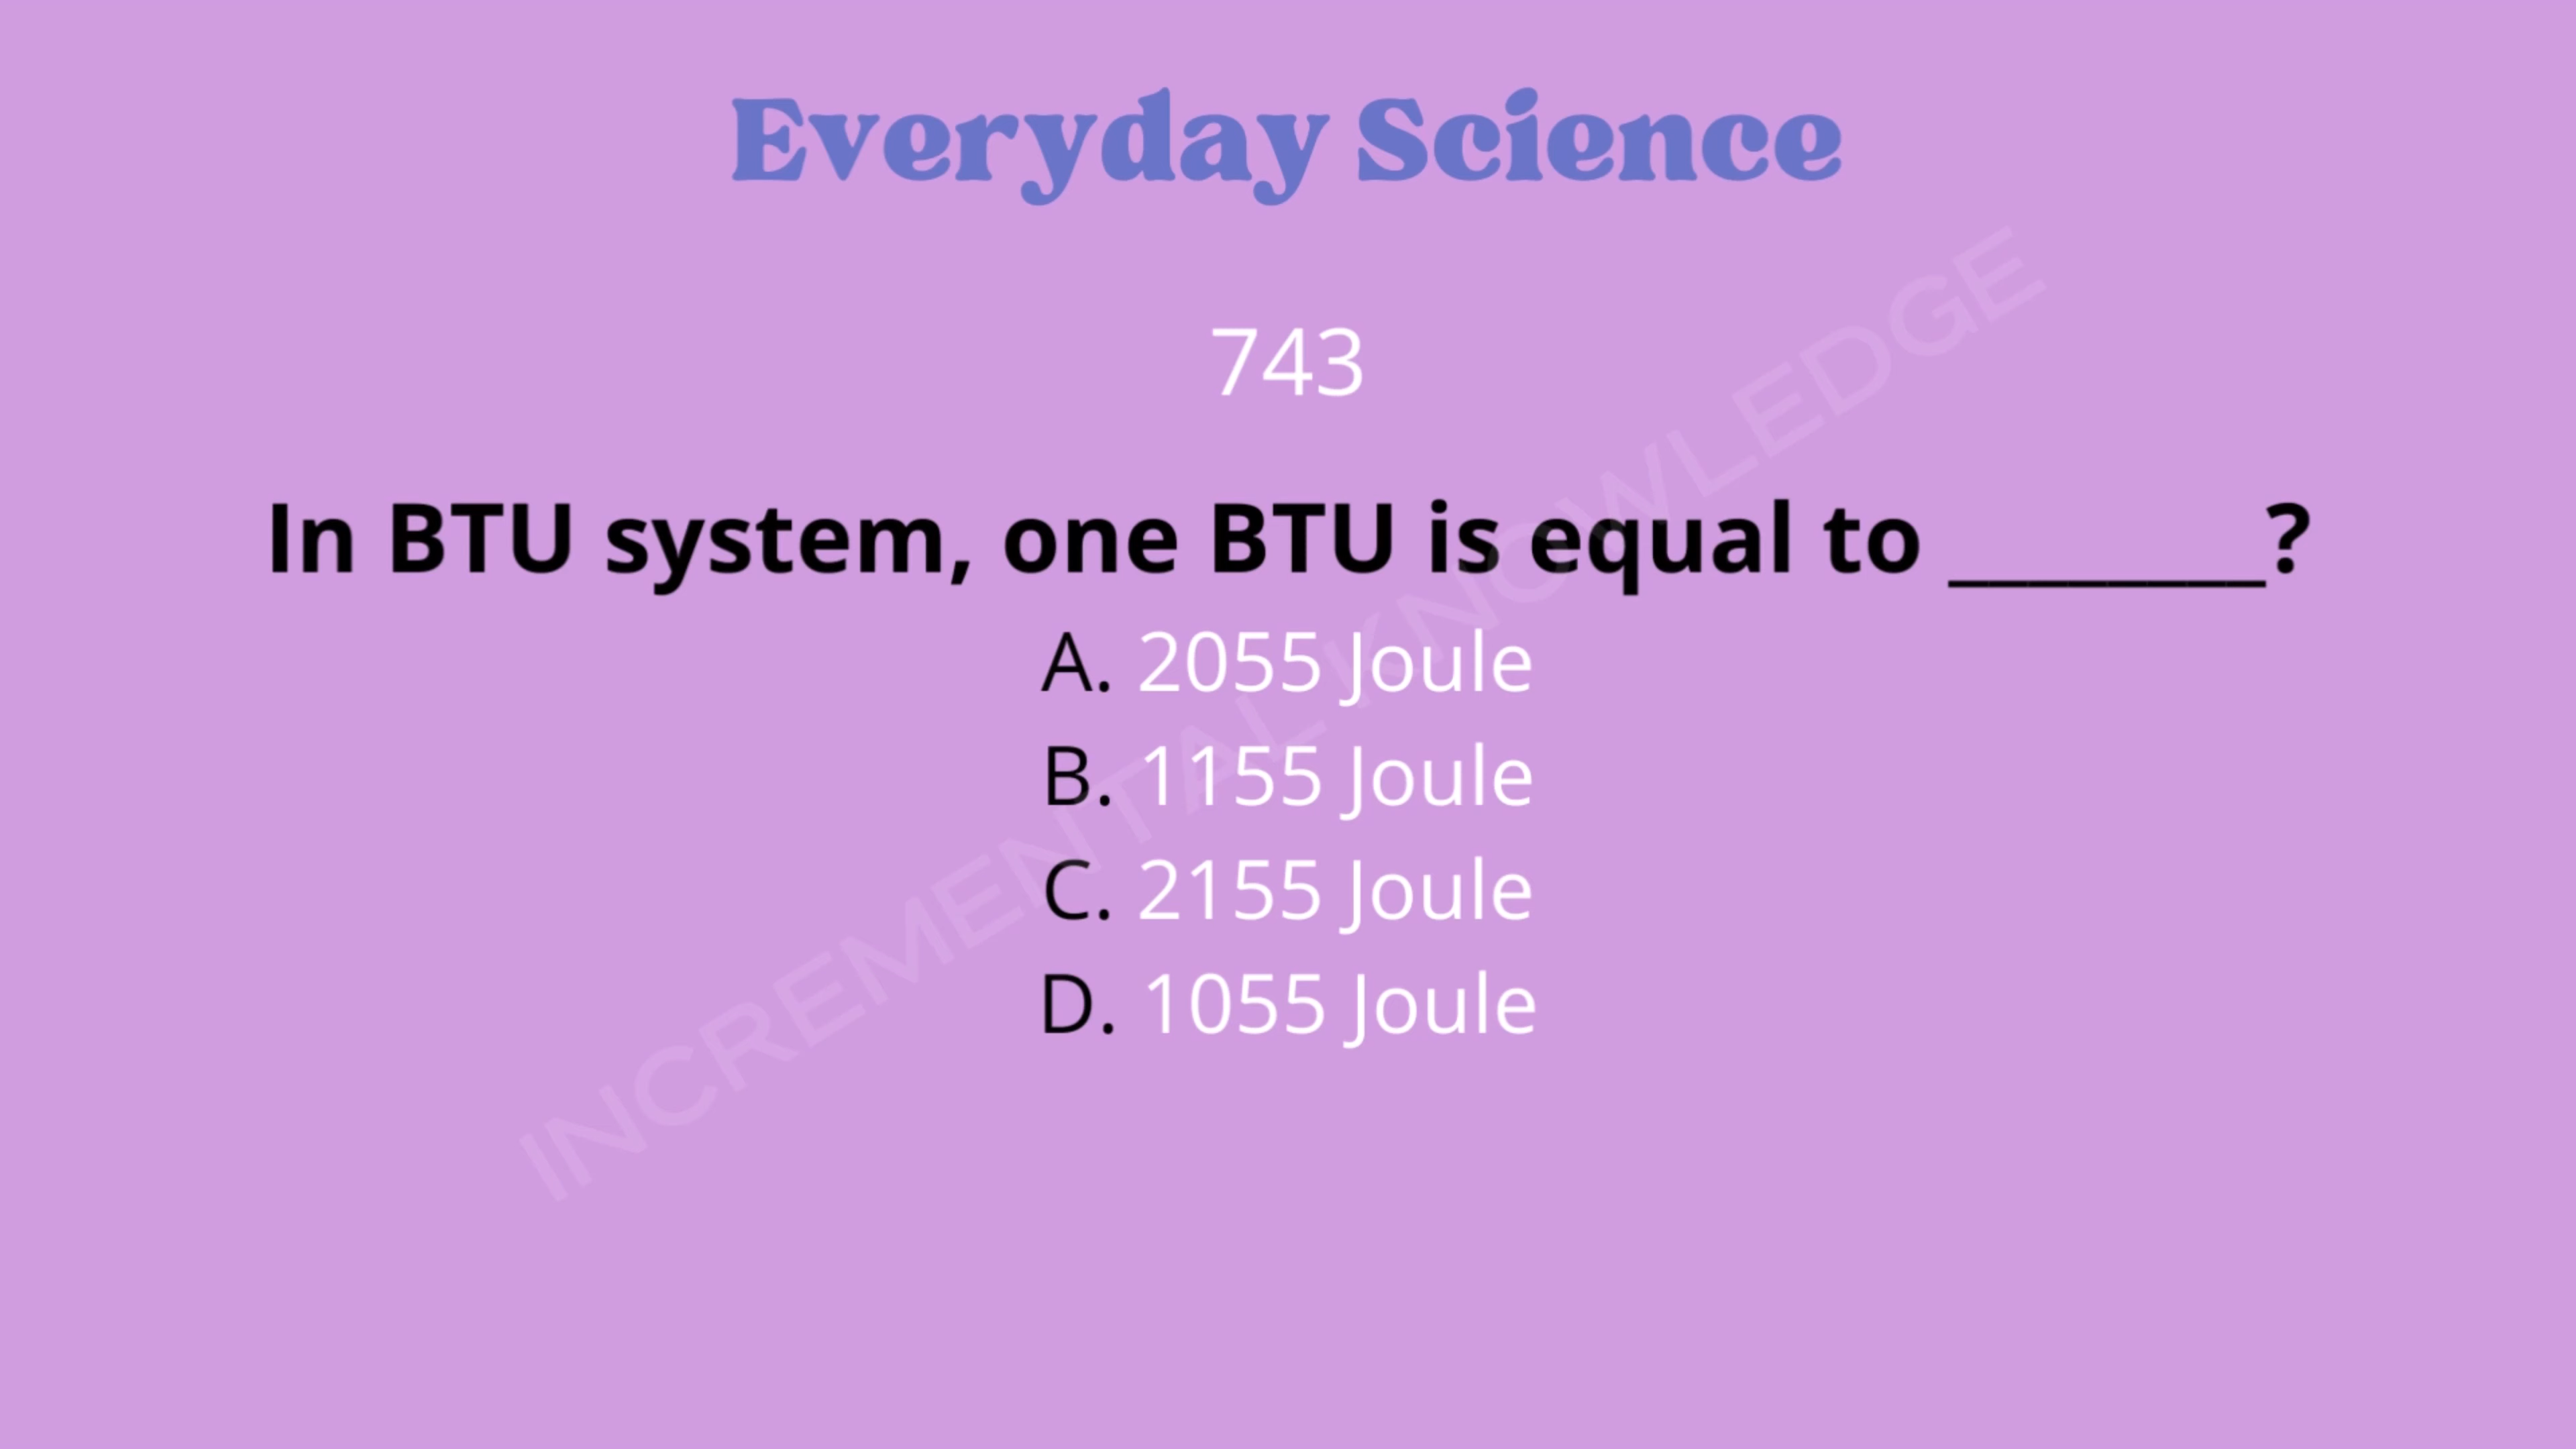 Everyday Science
743
In BTU system, one BTU is equal to ________?
A. 2055 Joule
B. 1155 Joule
C. 2155 Joule
D. 1055 Joule
INCREMENTAL KNOWLEDGE